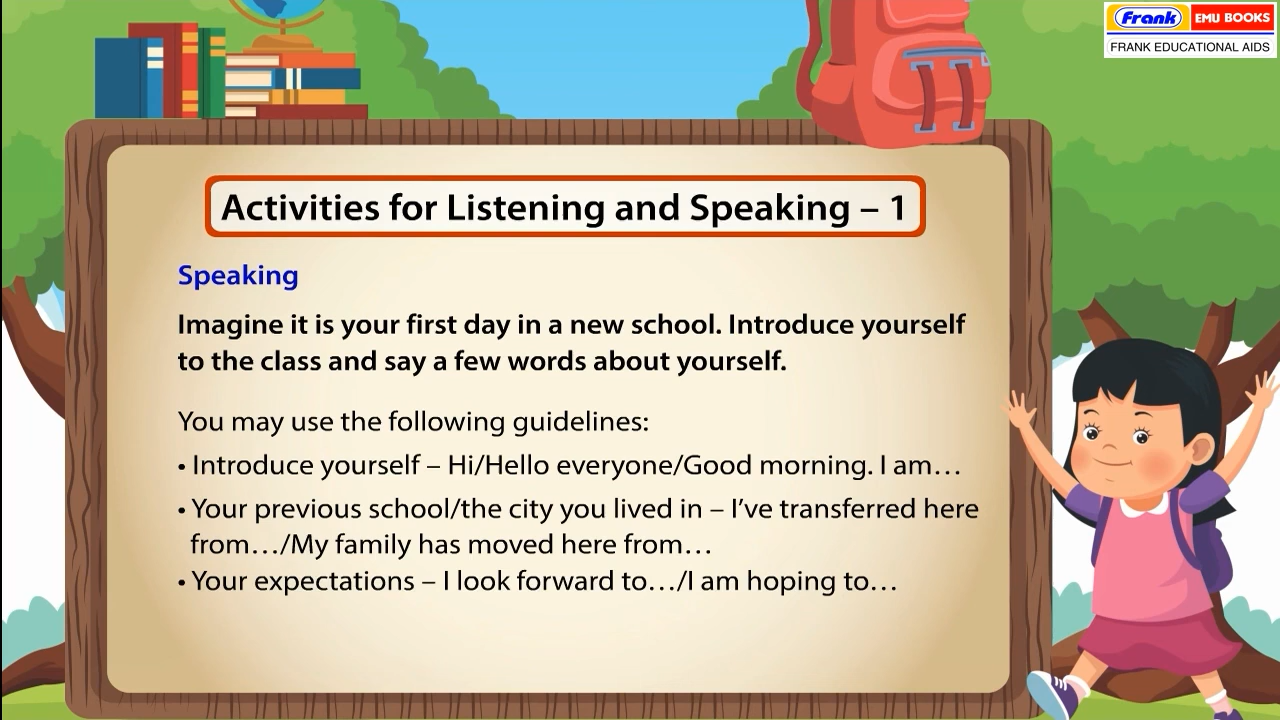 Frank EMU BOOKS
FRANK EDUCATIONAL AIDS
Activities for Listening and Speaking – 1
Speaking
Imagine it is your first day in a new school. Introduce yourself
to the class and say a few words about yourself.
You may use the following guidelines:
• Introduce yourself – Hi/Hello everyone/Good morning. I am…
• Your previous school/the city you lived in – I’ve transferred here
from…/My family has moved here from…
• Your expectations – I look forward to…/I am hoping to…